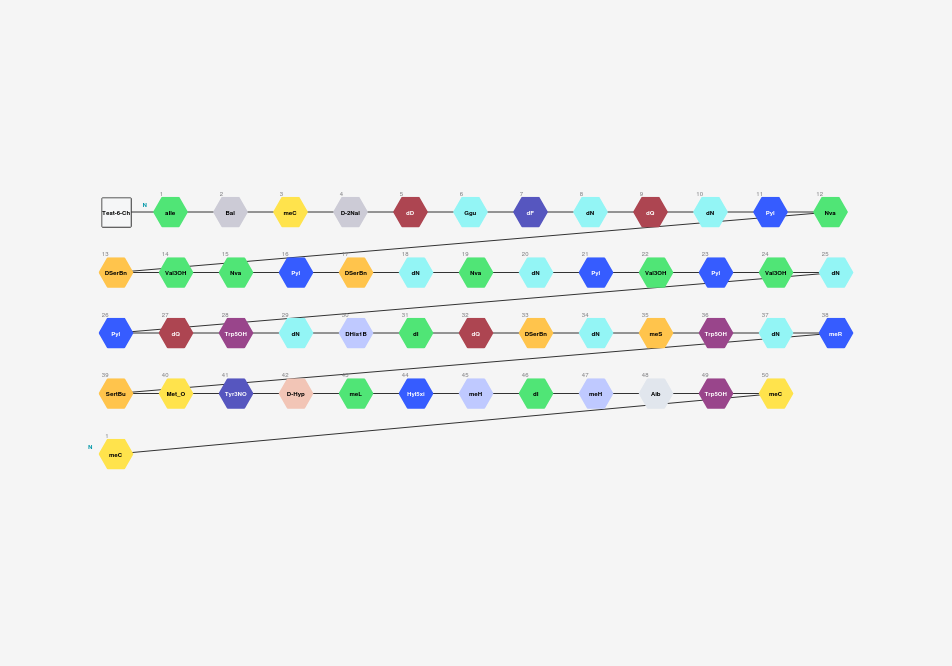 1 2 3 4 5 6 7 8 9 10 11 12
Test-6-Ch N aIle Bal meC D-2Nal dD Ggu dF dN dQ dN Pyl Nva
13 14 15 16 17 18 19 20 21 22 23 24 25
DSerBn Val3OH Nva Pyl DSerBn dN Nva dN Pyl Val3OH Pyl Val3OH dN
26 27 28 29 30 31 32 33 34 35 36 37 38
Pyl dQ Trp5OH dN DHis1B dI dQ DSerBn dN meS Trp5OH dN meR
39 40 41 42 43 44 45 46 47 48 49 50
SertBu Met_O Tyr3NO D-Hyp meL Hyl5xi meH dI meH Aib Trp5OH meC
1
N meC